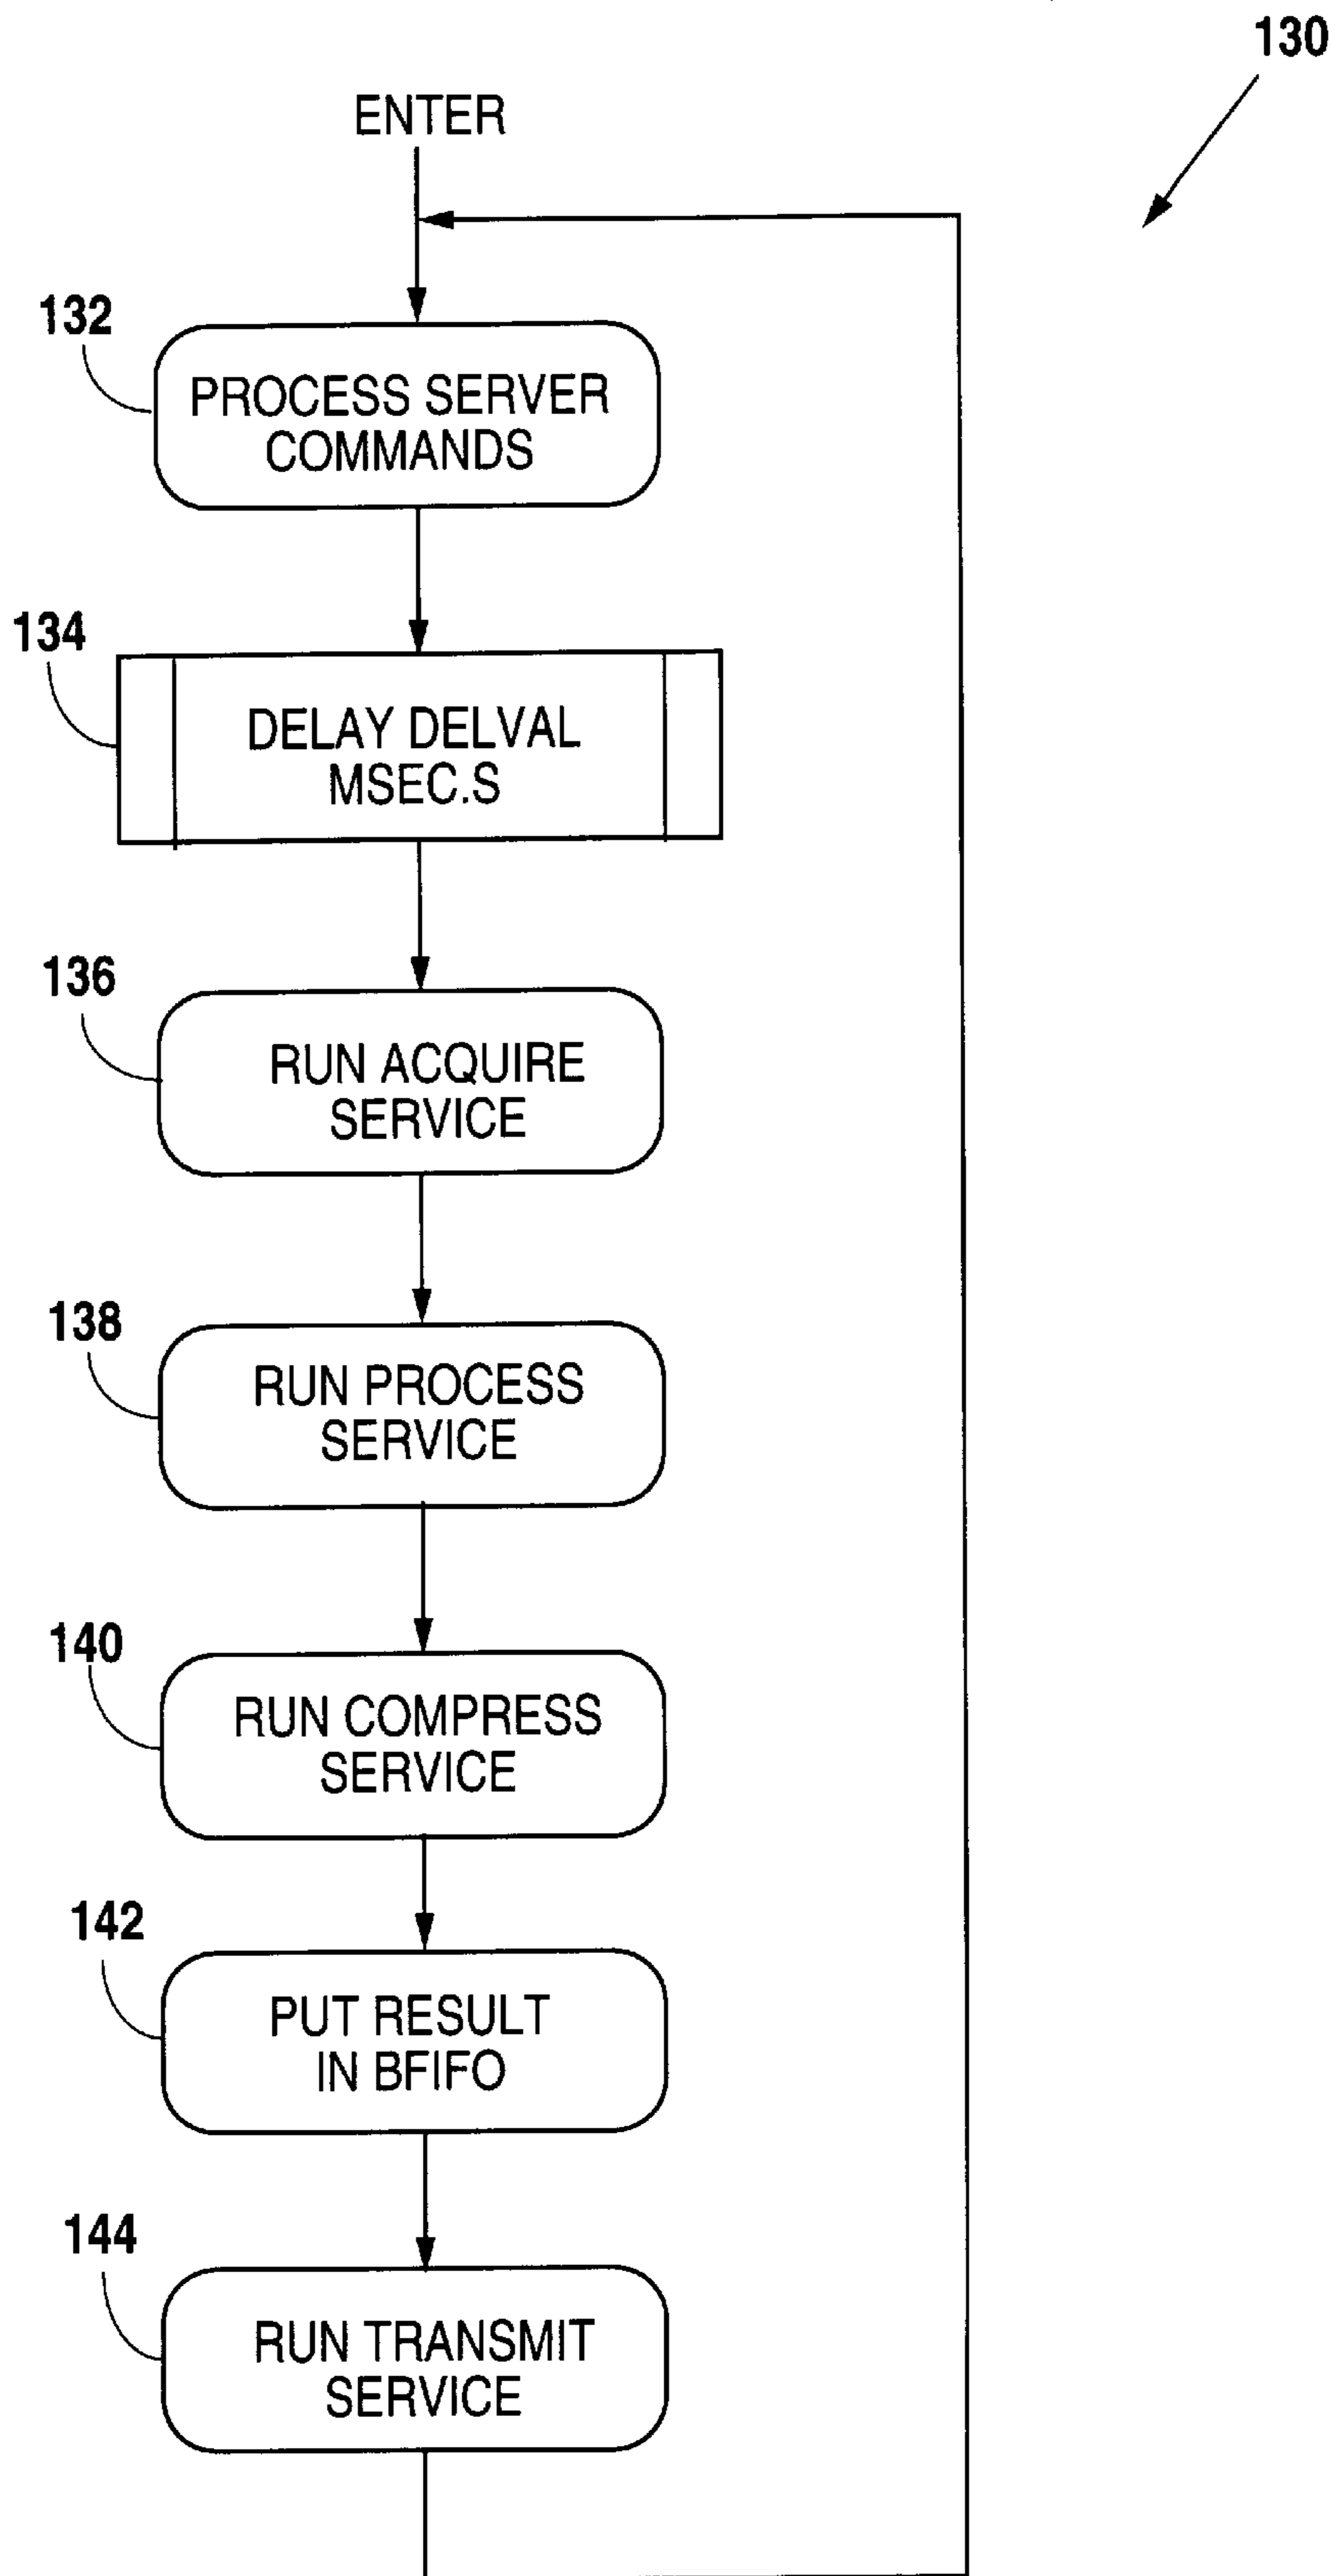 130
ENTER
132
PROCESS SERVER
COMMANDS
134
DELAY DELVAL
MSEC.S
136
RUN ACQUIRE
SERVICE
138
RUN PROCESS
SERVICE
140
RUN COMPRESS
SERVICE
142
PUT RESULT
IN BFIFO
144
RUN TRANSMIT
SERVICE